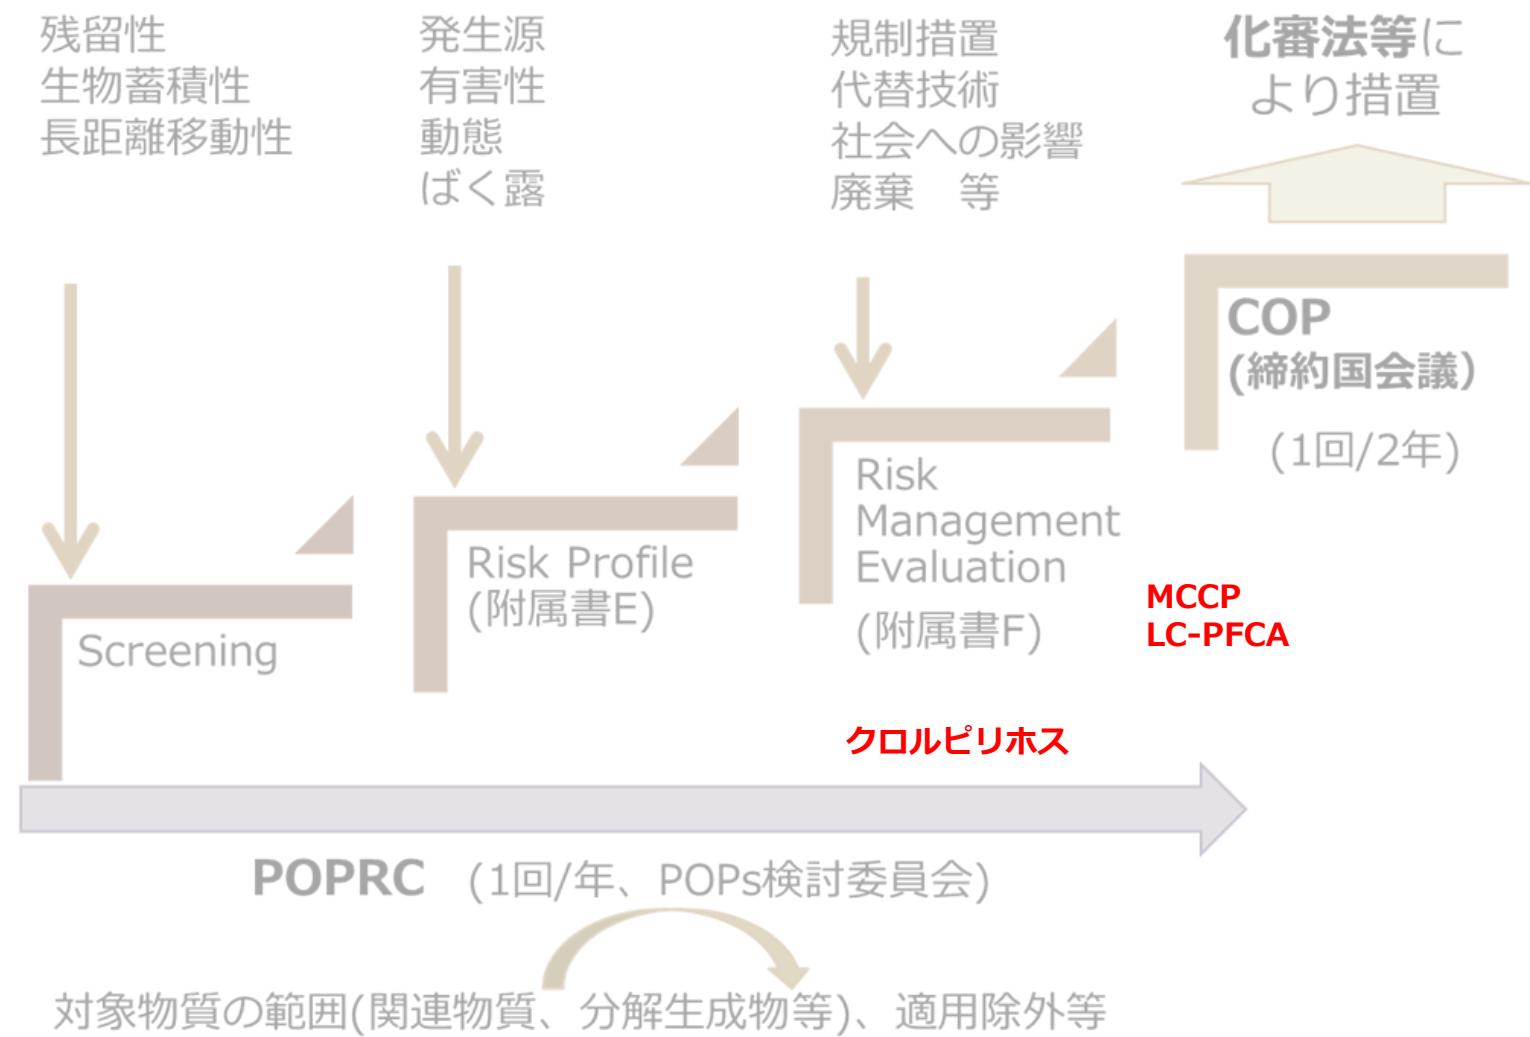 残留性
生物蓄積性
長距離移動性
発生源
有害性
動態
ばく露
規制措置
代替技術
社会への影響
廃棄　等
化審法等に
より措置
Screening
Risk Profile
(附属書E)
Risk
Management
Evaluation
(附属書F)
COP
(締約国会議）
(1回/2年)
MCCP
LC-PFCA
クロルピリホス
POPRC (1回/年、POPs検討委員会)
対象物質の範囲(関連物質、分解生成物等)、適用除外等